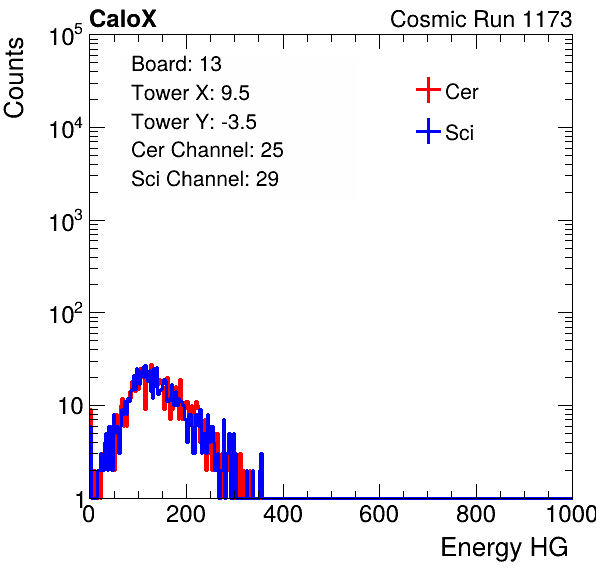 CaloX Cosmic Run 1173
Counts
10^5
10^4
10^3
10^2
10
1
Board: 13
Tower X: 9.5
Tower Y: -3.5
Cer Channel: 25
Sci Channel: 29
Cer
Sci
0 200 400 600 800 1000
Energy HG